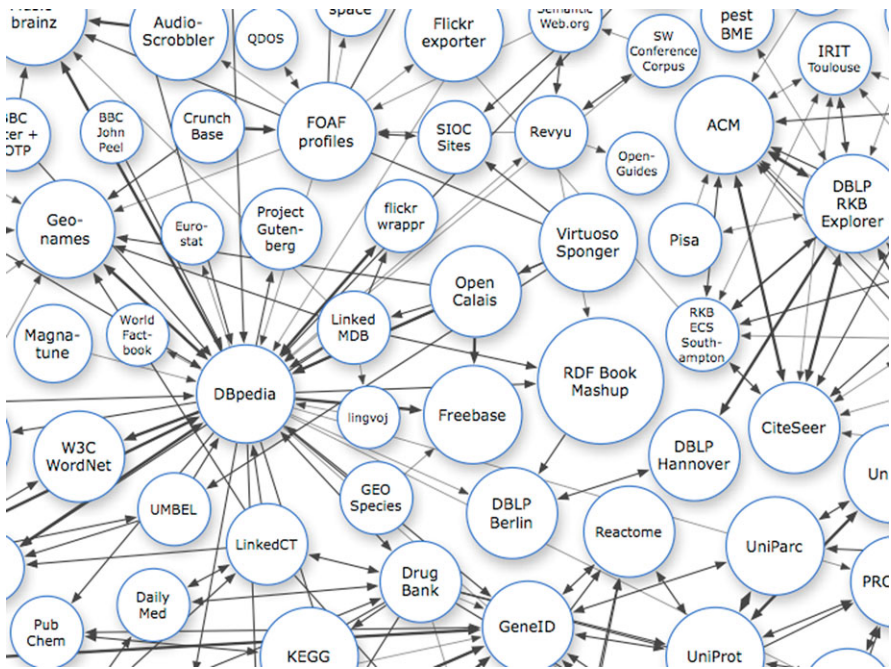 brainz
Audio-
Scrobbler
QDOS
space
Flickr
exporter
Web.org
SW
Conference
Corpus
pest
BME
IRIT
Toulouse
BBC
John
Peel
Crunch
Base
FOAF
profiles
SIOC
Sites
Revyu
Open-
Guides
ACM
DBLP
RKB
Explorer
OTP
Geo-
names
Euro-
stat
Project
Guten-
berg
flickr
wrappr
Virtuoso
Sponger
Pisa
Open
Calais
Magna-
tune
World
Fact-
book
Linked
MDB
RKB
ECS
South-
ampton
DBpedia
lingvoj
Freebase
RDF Book
Mashup
CiteSeer
W3C
WordNet
DBLP
Hannover
UMBEL
GEO
Species
DBLP
Berlin
Un
LinkedCT
Reactome
UniParc
Daily
Med
Drug
Bank
PRO
Pub
Chem
KEGG
GeneID
UniProt